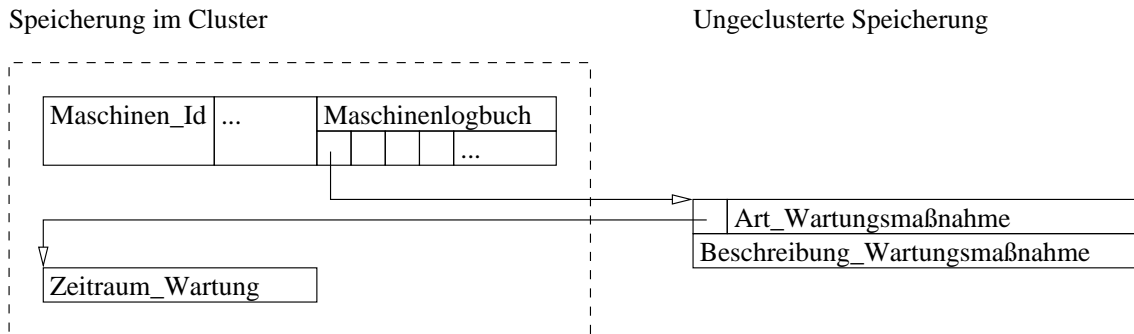 Speicherung im Cluster
Ungeclusterte Speicherung
Maschinen_Id
...
Maschinenlogbuch
...
Art_Wartungsmaßnahme
Beschreibung_Wartungsmaßnahme
Zeitraum_Wartung